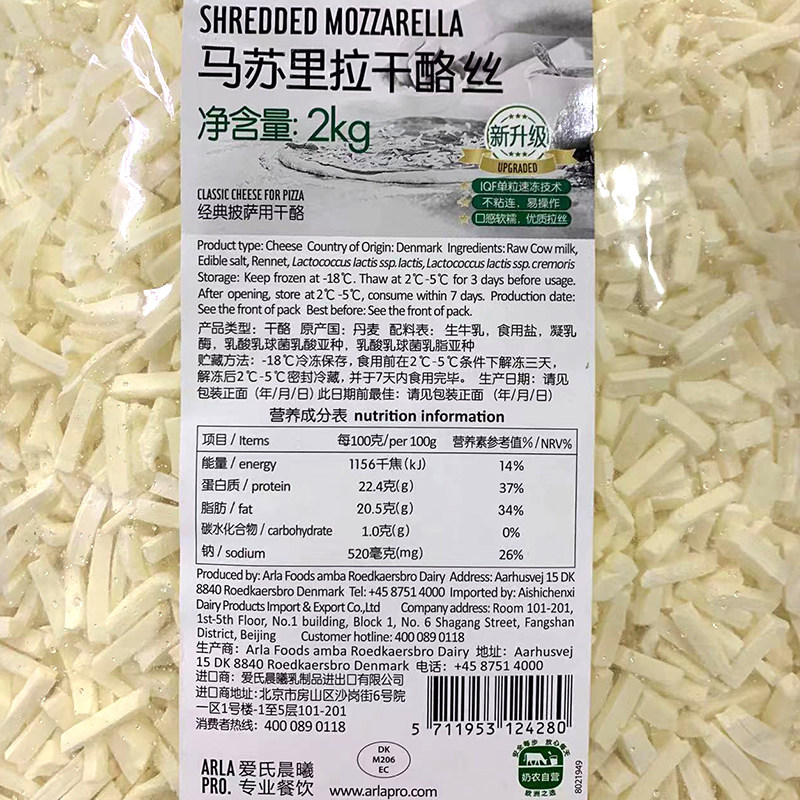 SHREDDED MOZZARELLA
马苏里拉干酪丝
净含量: 2kg
新升级
UPGRADED
CLASSIC CHEESE FOR PIZZA
经典披萨用干酪
IQF单粒速冻技术
不粘连，易操作
口感软糯，优质拉丝
Product type: Cheese Country of Origin: Denmark Ingredients: Raw Cow milk,
Edible salt, Rennet, Lactococcus lactis ssp. lactis, Lactococcus lactis ssp. cremoris
Storage: Keep frozen at -18℃. Thaw at 2℃-5℃ for 3 days before usage.
After opening, store at 2℃-5℃, consume within 7 days. Production date:
See the front of pack Best before: See the front of pack.
产品类型：干酪 原产国：丹麦 配料表：生牛乳，食用盐，凝乳
酶，乳酸乳球菌乳酸亚种，乳酸乳球菌乳脂亚种
贮藏方法：-18℃冷冻保存，食用前在2℃-5℃条件下解冻三天，
解冻后2℃-5℃密封冷藏，并于7天内食用完毕。 生产日期：请见
包装正面（年/月/日）此日期前最佳：请见包装正面（年/月/日）
营养成分表 nutrition information
项目 / Items 每100克/per 100g 营养素参考值% / NRV%
能量 / energy 1156千焦(kJ) 14%
蛋白质 / protein 22.4克(g) 37%
脂肪 / fat 20.5克(g) 34%
碳水化合物 / carbohydrate 1.0克(g) 0%
钠 / sodium 520毫克(mg) 26%
Produced by: Arla Foods amba Roedkaersbro Dairy Address: Aarhusvej 15 DK
8840 Roedkaersbro Denmark Tel: +45 8751 4000 Imported by: Aishichenxi
Dairy Products Import & Export Co.,Ltd Company address: Room 101-201,
1st-5th Floor, No.1 building, Block 1, No. 6 Shagang Street, Fangshan
District, Beijing Customer hotline: 400 089 0118
生产商：Arla Foods amba Roedkaersbro Dairy 地址：Aarhusvej
15 DK 8840 Roedkaersbro Denmark 电话：+45 8751 4000
进口商：爱氏晨曦乳制品进出口有限公司
进口商地址:北京市房山区沙岗街6号院
一区1号楼-1至5层101-201
消费者热线：400 089 0118
5 711953 124280
ARLA 爱氏晨曦
PRO. 专业餐饮
DK
M206
EC
www.arlapro.com
安全每步 放心每天
奶农自营
欧洲之选
8021949